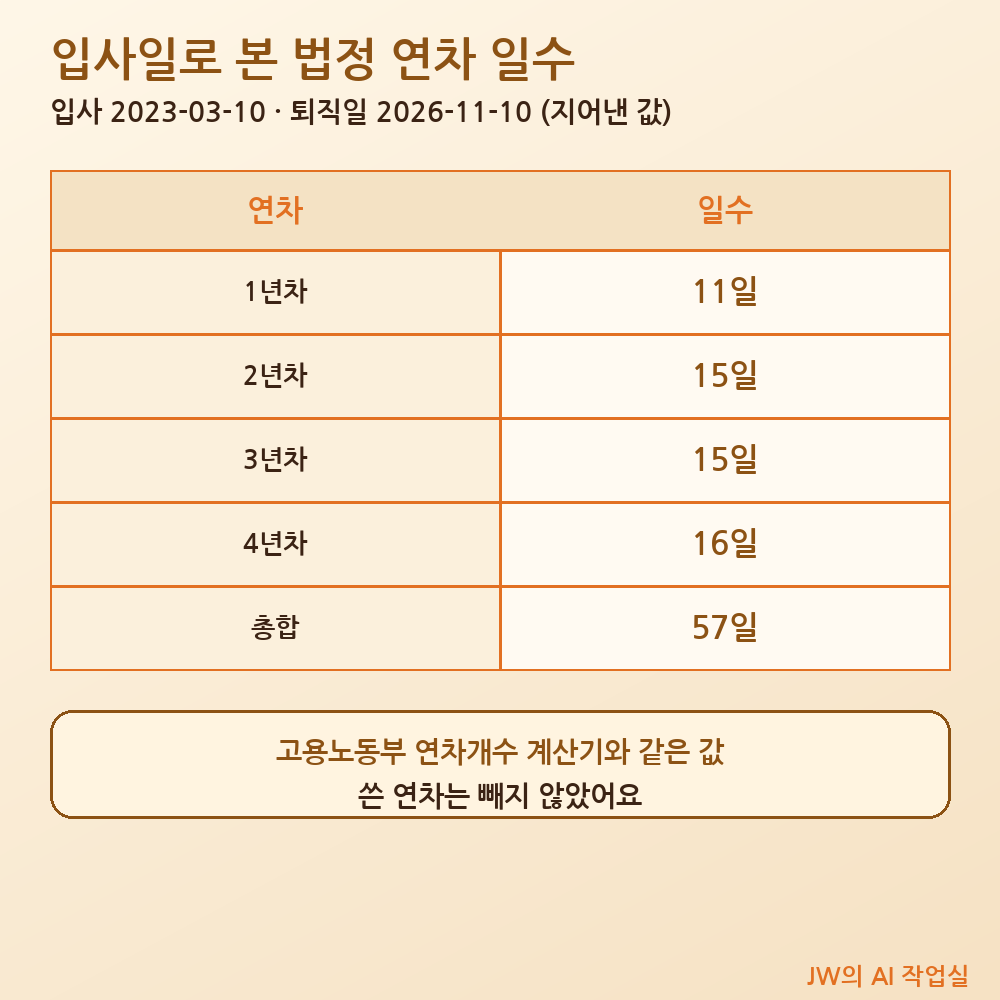 입사일로 본 법정 연차 일수
입사 2023-03-10 · 퇴직일 2026-11-10 (지어낸 값)
연차 일수
1년차 11일
2년차 15일
3년차 15일
4년차 16일
총합 57일
고용노동부 연차개수 계산기와 같은 값
쓴 연차는 빼지 않았어요
JW의 AI 작업실